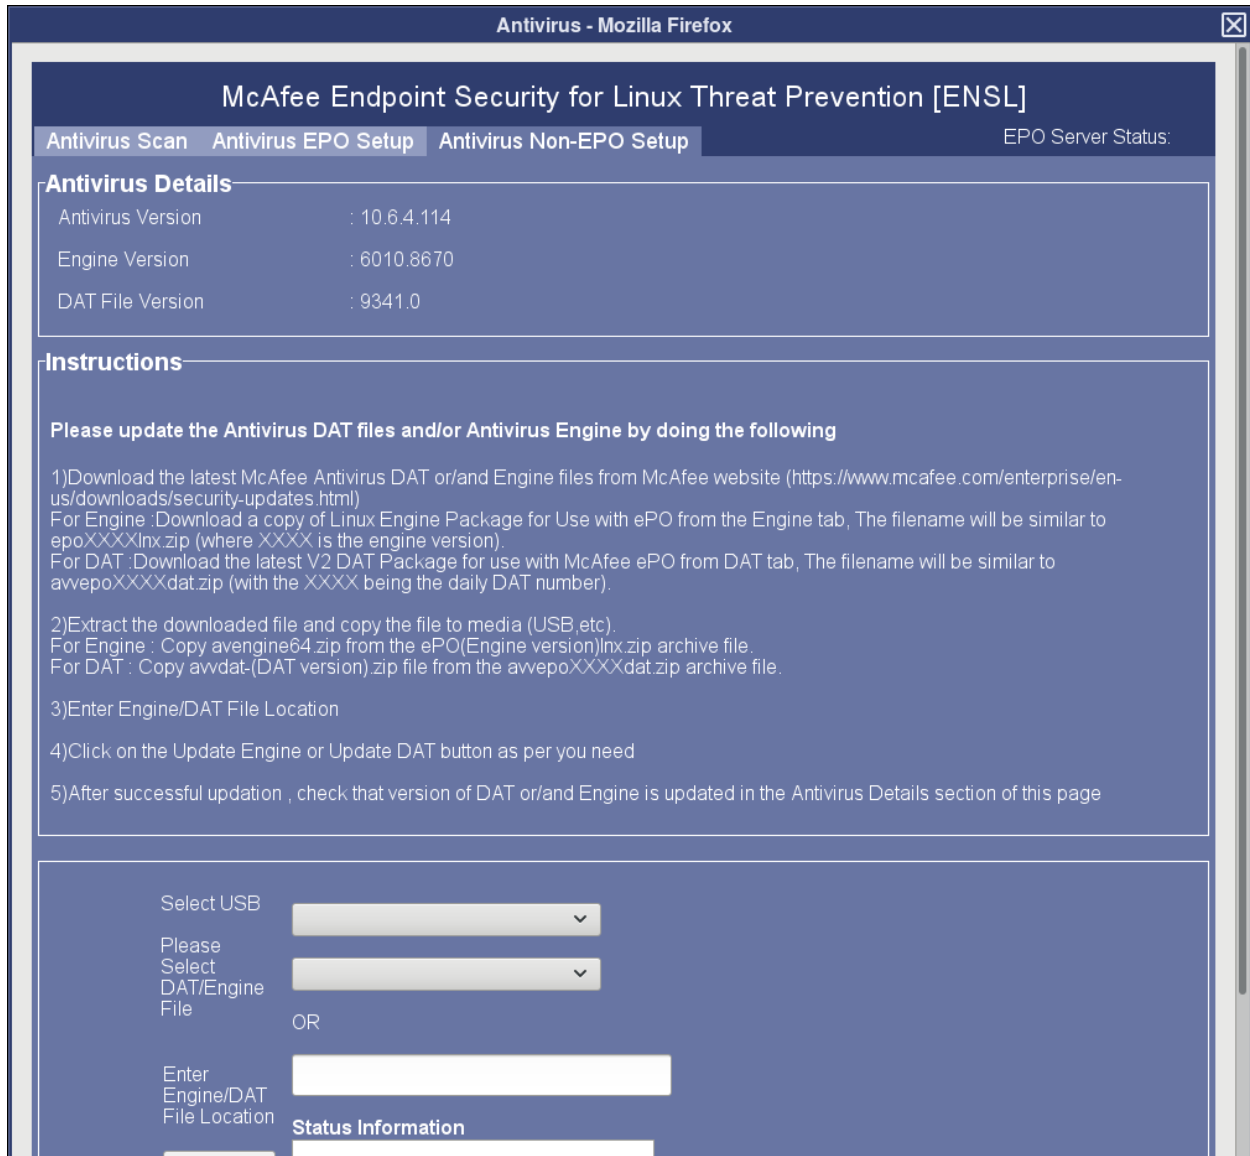 Antivirus - Mozilla Firefox
McAfee Endpoint Security for Linux Threat Prevention [ENSL]
Antivirus Scan Antivirus EPO Setup Antivirus Non-EPO Setup EPO Server Status:
Antivirus Details
Antivirus Version : 10.6.4.114
Engine Version : 6010.8670
DAT File Version : 9341.0
Instructions
Please update the Antivirus DAT files and/or Antivirus Engine by doing the following
1)Download the latest McAfee Antivirus DAT or/and Engine files from McAfee website (https://www.mcafee.com/enterprise/en-
us/downloads/security-updates.html)
For Engine :Download a copy of Linux Engine Package for Use with ePO from the Engine tab, The filename will be similar to
epoXXXXlnx.zip (where XXXX is the engine version).
For DAT :Download the latest V2 DAT Package for use with McAfee ePO from DAT tab, The filename will be similar to
avvepoXXXXdat.zip (with the XXXX being the daily DAT number).
2)Extract the downloaded file and copy the file to media (USB,etc).
For Engine : Copy avengine64.zip from the ePO(Engine version)lnx.zip archive file.
For DAT : Copy avvdat-(DAT version).zip file from the avvepoXXXXdat.zip archive file.
3)Enter Engine/DAT File Location
4)Click on the Update Engine or Update DAT button as per you need
5)After successful updation , check that version of DAT or/and Engine is updated in the Antivirus Details section of this page
Select USB
Please
Select
DAT/Engine
File
OR
Enter
Engine/DAT
File Location
Status Information